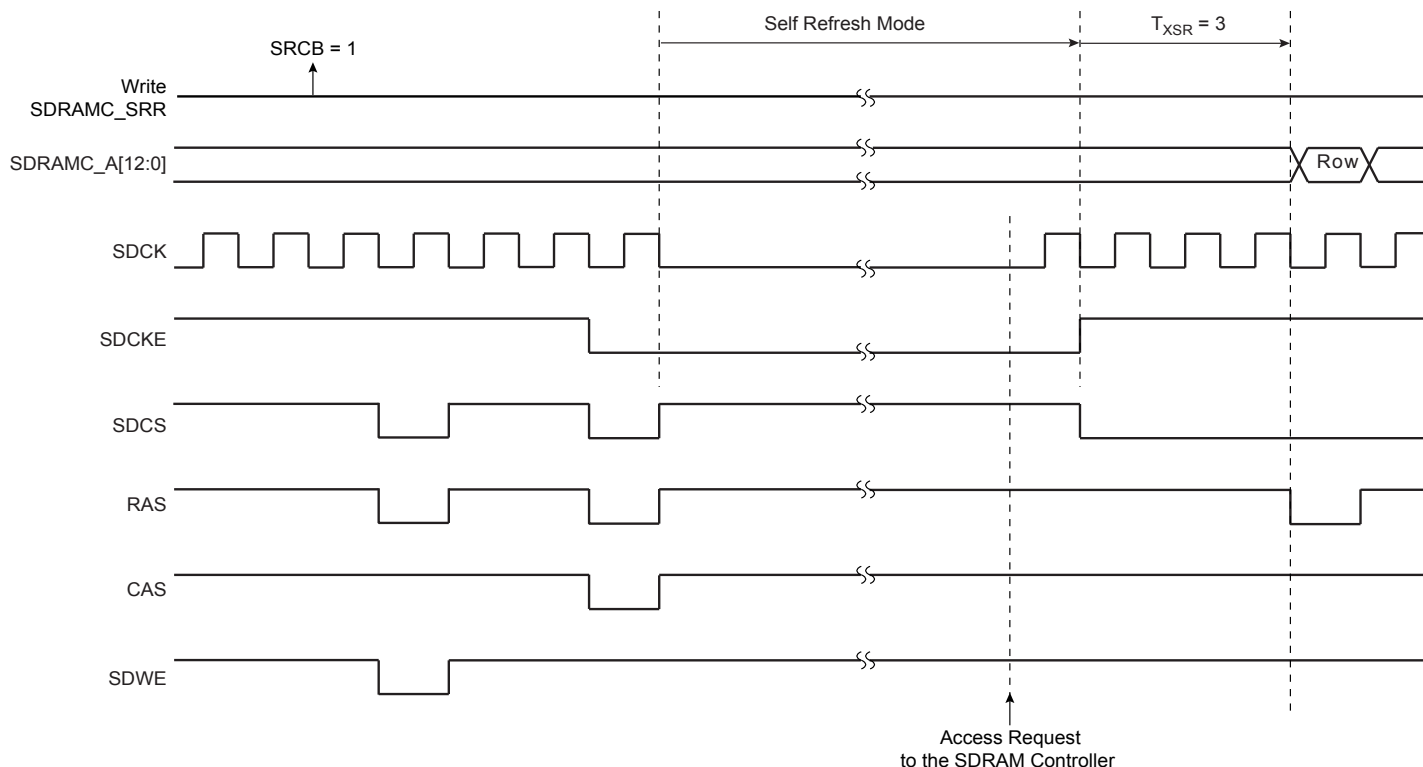 Self Refresh Mode
TXSR = 3
SRCB = 1
Write
SDRAMC_SRR
SDRAMC_A[12:0]
Row
SDCK
SDCKE
SDCS
RAS
CAS
SDWE
Access Request
to the SDRAM Controller